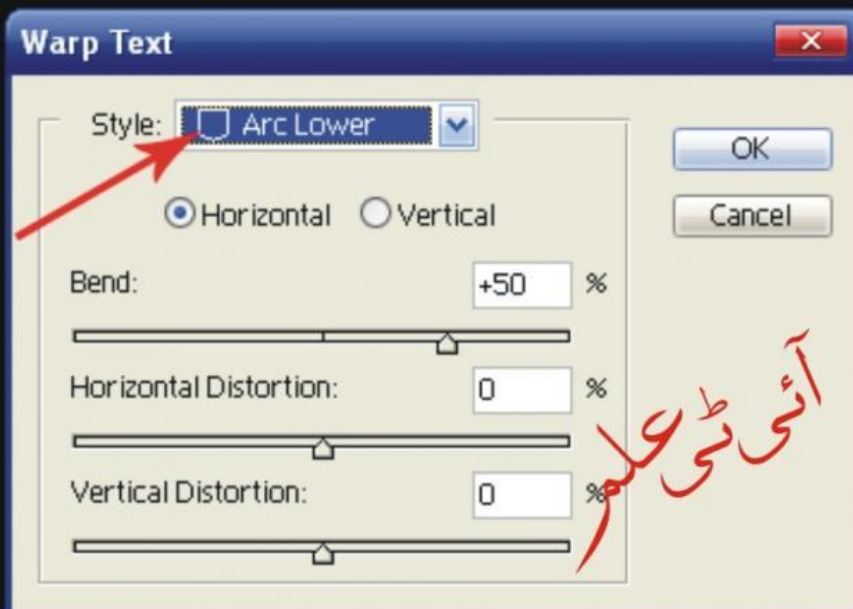 Warp Text
Style: Arc Lower
OK
Horizontal Vertical
Cancel
Bend: +50 %
Horizontal Distortion: 0 %
Vertical Distortion: 0 %
آئی ٹی علم